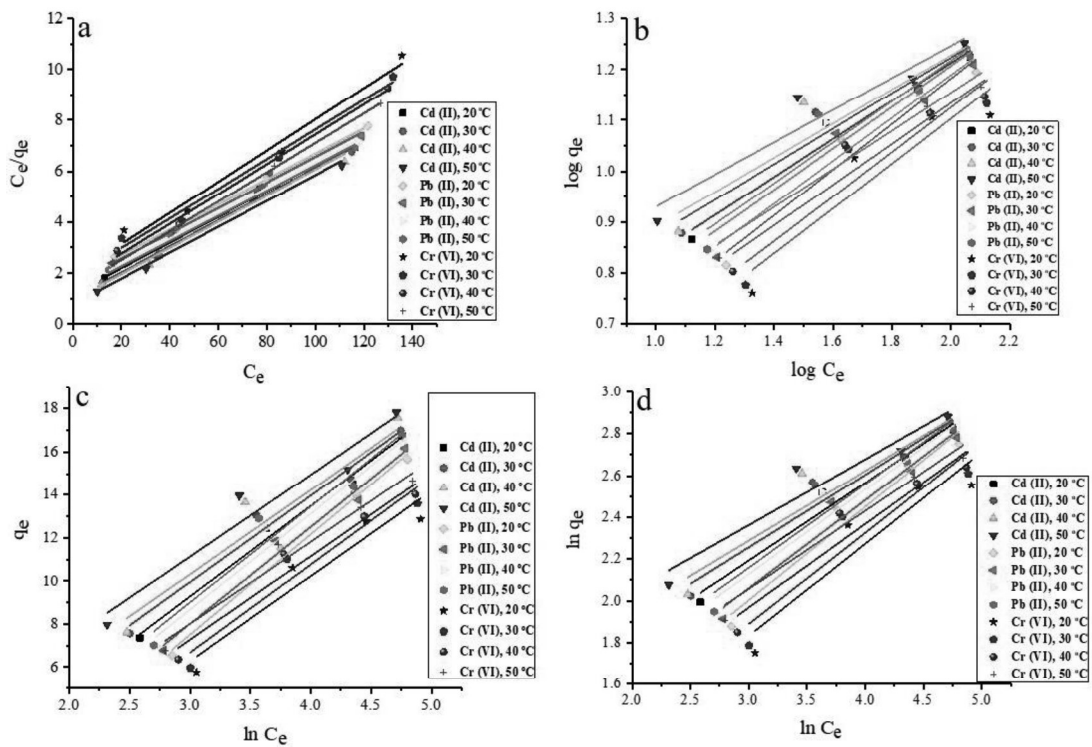 a
12
10
8
6
4
2
0
0 20 40 60 80 100 120 140
C_e/q_e
C_e
Cd (II), 20 °C
Cd (II), 30 °C
Cd (II), 40 °C
Cd (II), 50 °C
Pb (II), 20 °C
Pb (II), 30 °C
Pb (II), 40 °C
Pb (II), 50 °C
Cr (VI), 20 °C
Cr (VI), 30 °C
Cr (VI), 40 °C
Cr (VI), 50 °C
b
1.3
1.2
1.1
1.0
0.9
0.8
0.7
1.0 1.2 1.4 1.6 1.8 2.0 2.2
log q_e
log C_e
Cd (II), 20 °C
Cd (II), 30 °C
Cd (II), 40 °C
Cd (II), 50 °C
Pb (II), 20 °C
Pb (II), 30 °C
Pb (II), 40 °C
Pb (II), 50 °C
Cr (VI), 20 °C
Cr (VI), 30 °C
Cr (VI), 40 °C
Cr (VI), 50 °C
c
18
16
14
12
10
8
6
2.0 2.5 3.0 3.5 4.0 4.5 5.0
q_e
ln C_e
Cd (II), 20 °C
Cd (II), 30 °C
Cd (II), 40 °C
Cd (II), 50 °C
Pb (II), 20 °C
Pb (II), 30 °C
Pb (II), 40 °C
Pb (II), 50 °C
Cr (VI), 20 °C
Cr (VI), 30 °C
Cr (VI), 40 °C
Cr (VI), 50 °C
d
3.0
2.8
2.6
2.4
2.2
2.0
1.8
1.6
2.0 2.5 3.0 3.5 4.0 4.5 5.0
ln q_e
ln C_e
Cd (II), 20 °C
Cd (II), 30 °C
Cd (II), 40 °C
Cd (II), 50 °C
Pb (II), 20 °C
Pb (II), 30 °C
Pb (II), 40 °C
Pb (II), 50 °C
Cr (VI), 20 °C
Cr (VI), 30 °C
Cr (VI), 40 °C
Cr (VI), 50 °C